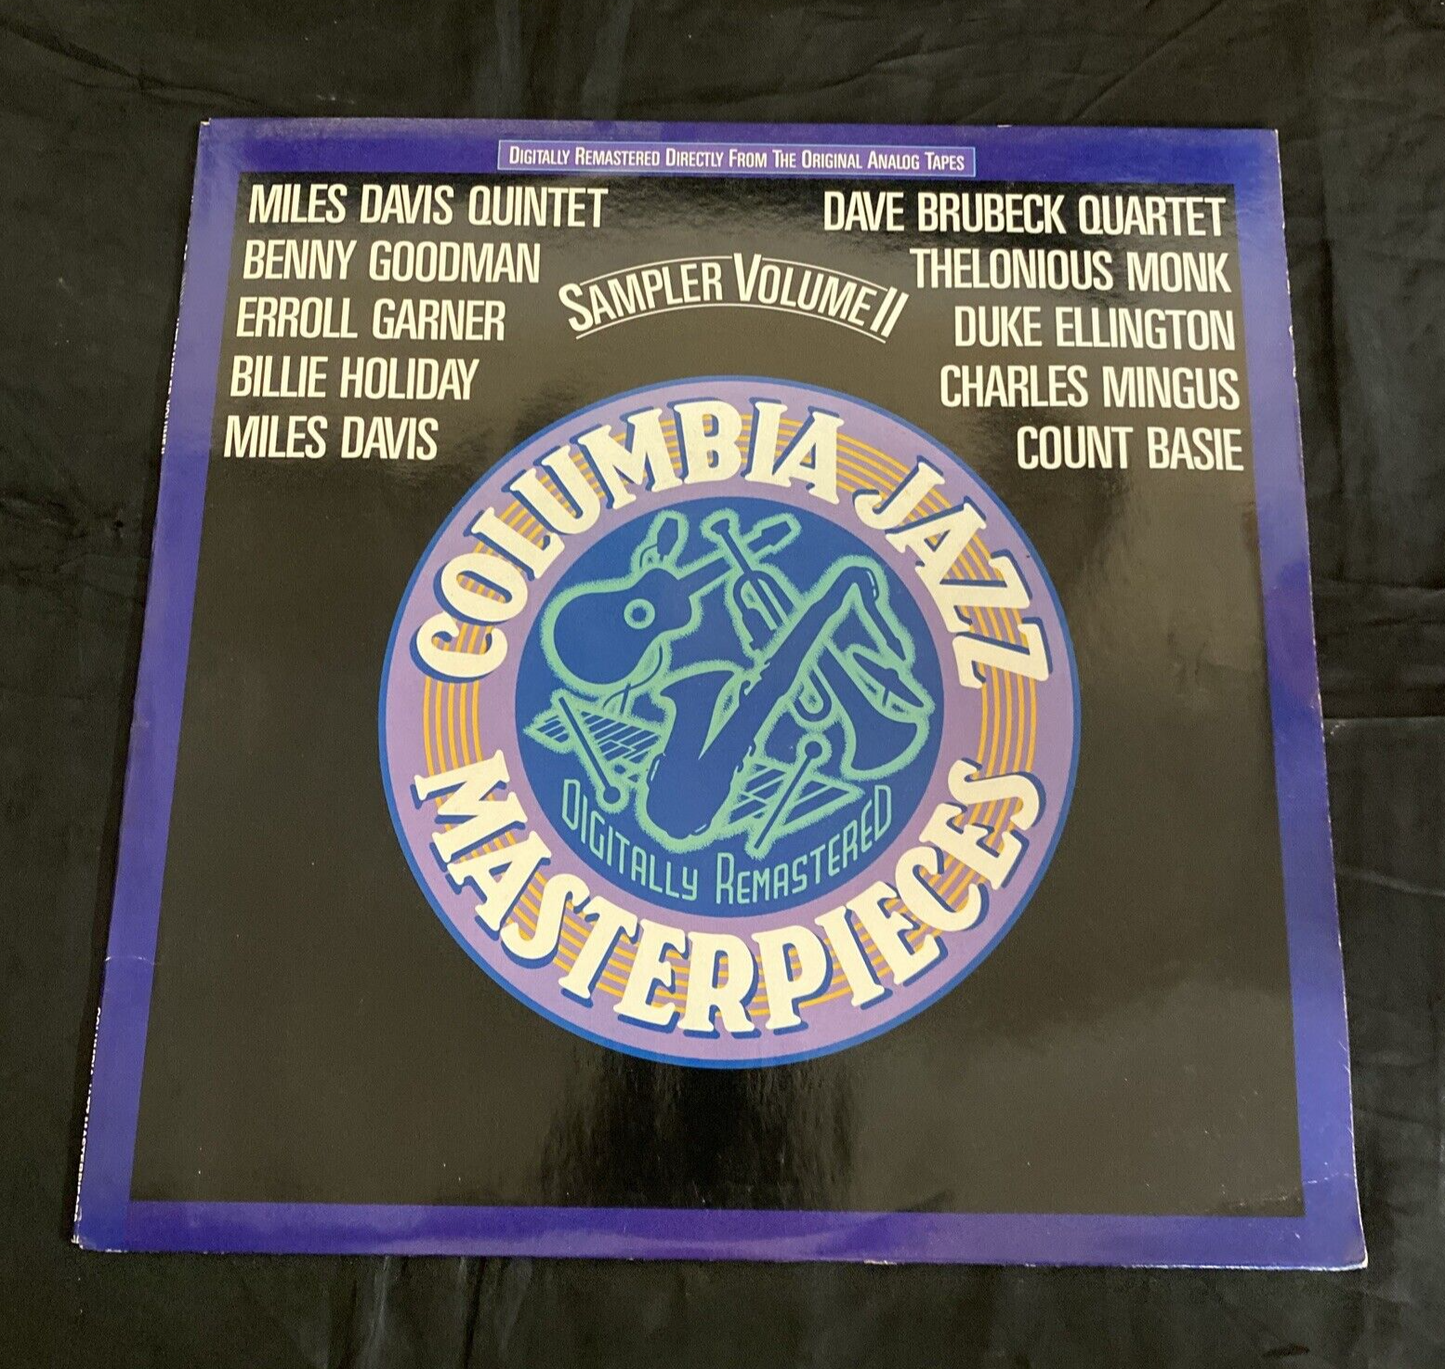 DIGITALLY REMASTERED DIRECTLY FROM THE ORIGINAL ANALOG TAPES
MILES DAVIS QUINTET
BENNY GOODMAN
ERROLL GARNER
BILLIE HOLIDAY
MILES DAVIS
SAMPLER VOLUME II
DAVE BRUBECK QUARTET
THELONIOUS MONK
DUKE ELLINGTON
CHARLES MINGUS
COUNT BASIE
COLUMBIA JAZZ
MASTERPIECES
DIGITALLY REMASTERED